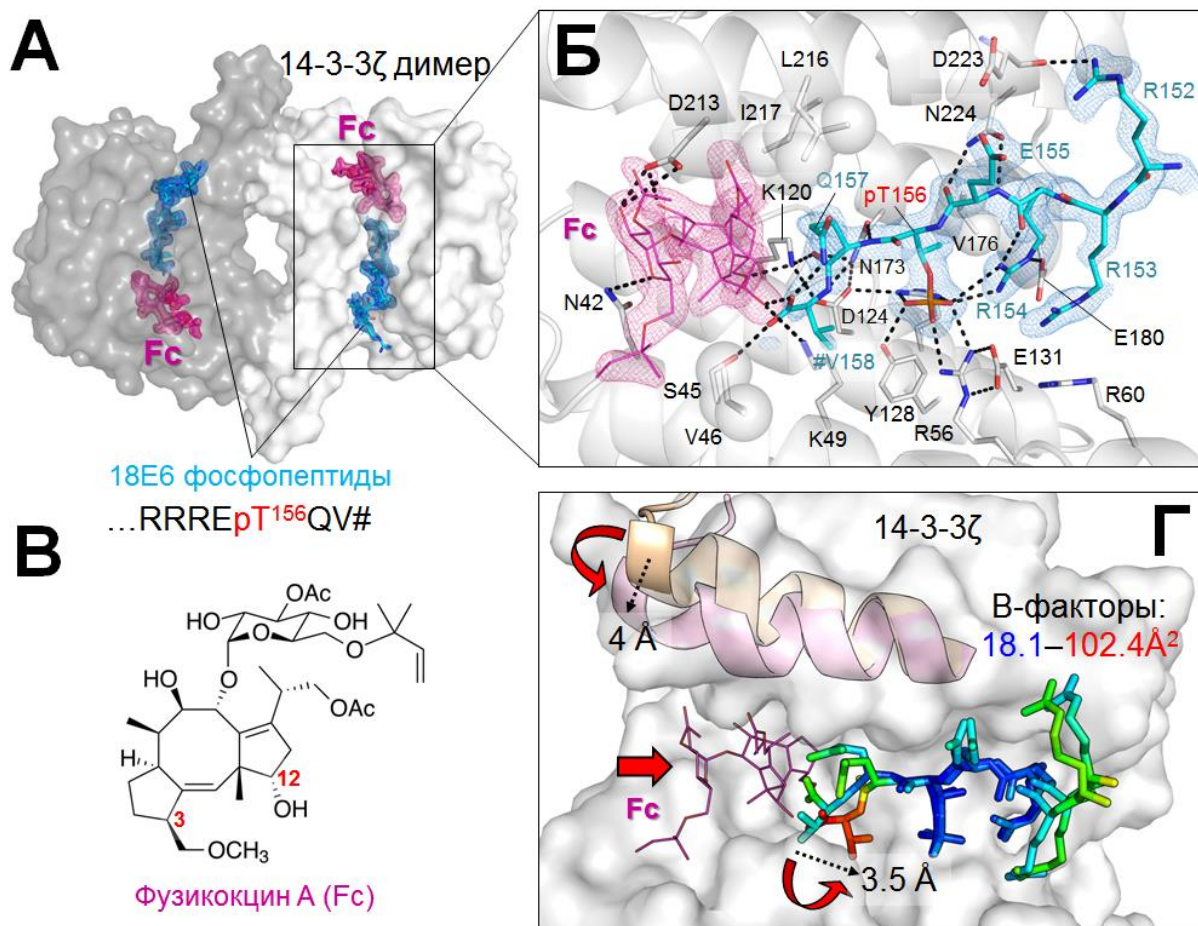 А
14-3-3ζ димер
Fc
Fc
18E6 фосфопептиды
...RRREpT156QV#
Б
L216
D223
D213
I217
N224
R152
E155
Q157
K120
pT156
Fc
V176
N173
R153
N42
D124
R154
#V158
E180
E131
S45
Y128
R60
V46
R56
K49
В
OAc
HO
OH
O
O
O
HO
OAc
H
12
OH
3
OCH3
Фузикокцин А (Fc)
Г
14-3-3ζ
В-факторы:
18.1–102.4Å2
4 Å
Fc
3.5 Å